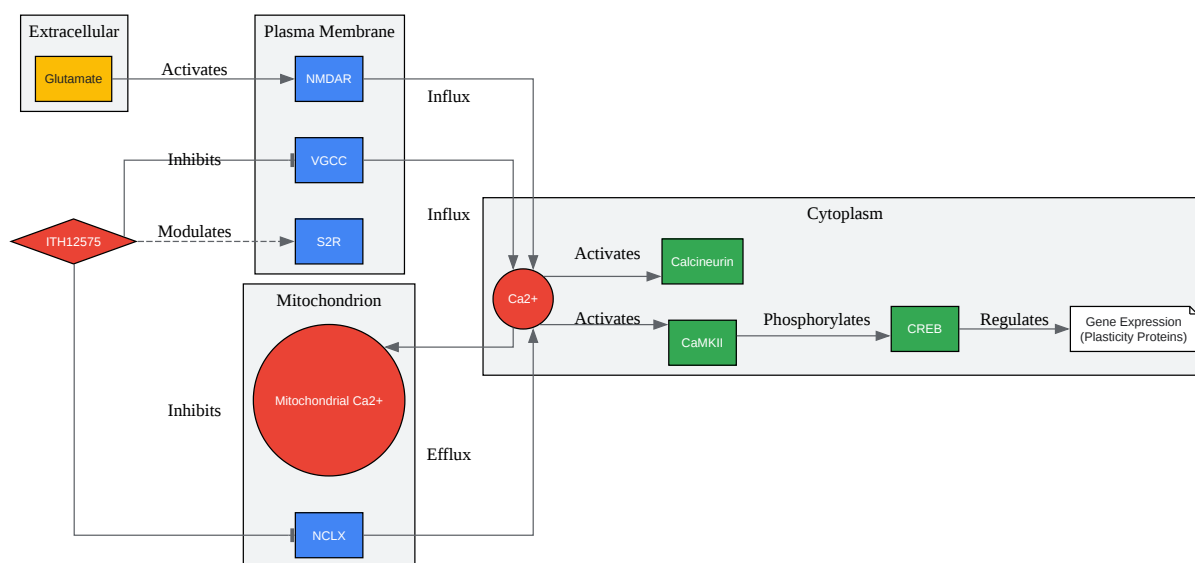 Extracellular
Plasma Membrane
Glutamate
Activates
NMDAR
Influx
Inhibits
VGCC
Influx
Cytoplasm
ITH12575
Modulates
S2R
Activates
Calcineurin
Mitochondrion
Ca2+
Activates
CaMKII
Phosphorylates
CREB
Regulates
Gene Expression
(Plasticity Proteins)
Mitochondrial Ca2+
Inhibits
Efflux
NCLX